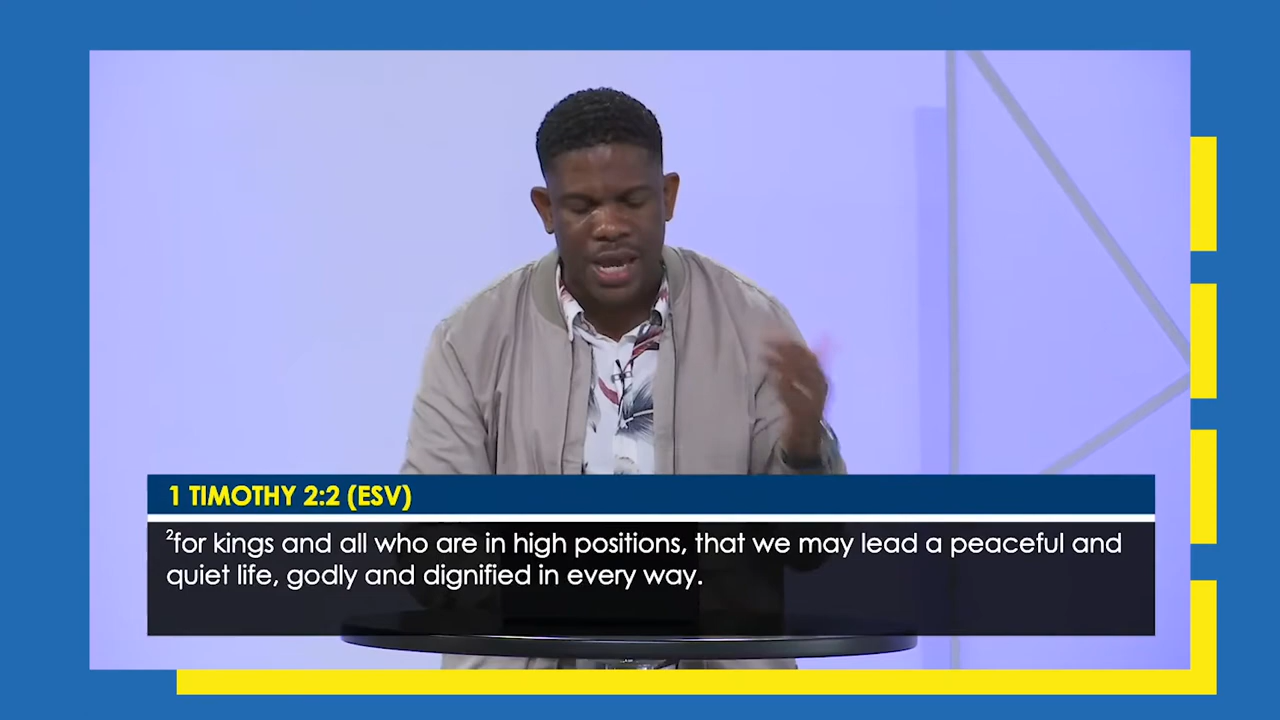 1 TIMOTHY 2:2 (ESV)
²for kings and all who are in high positions, that we may lead a peaceful and
quiet life, godly and dignified in every way.